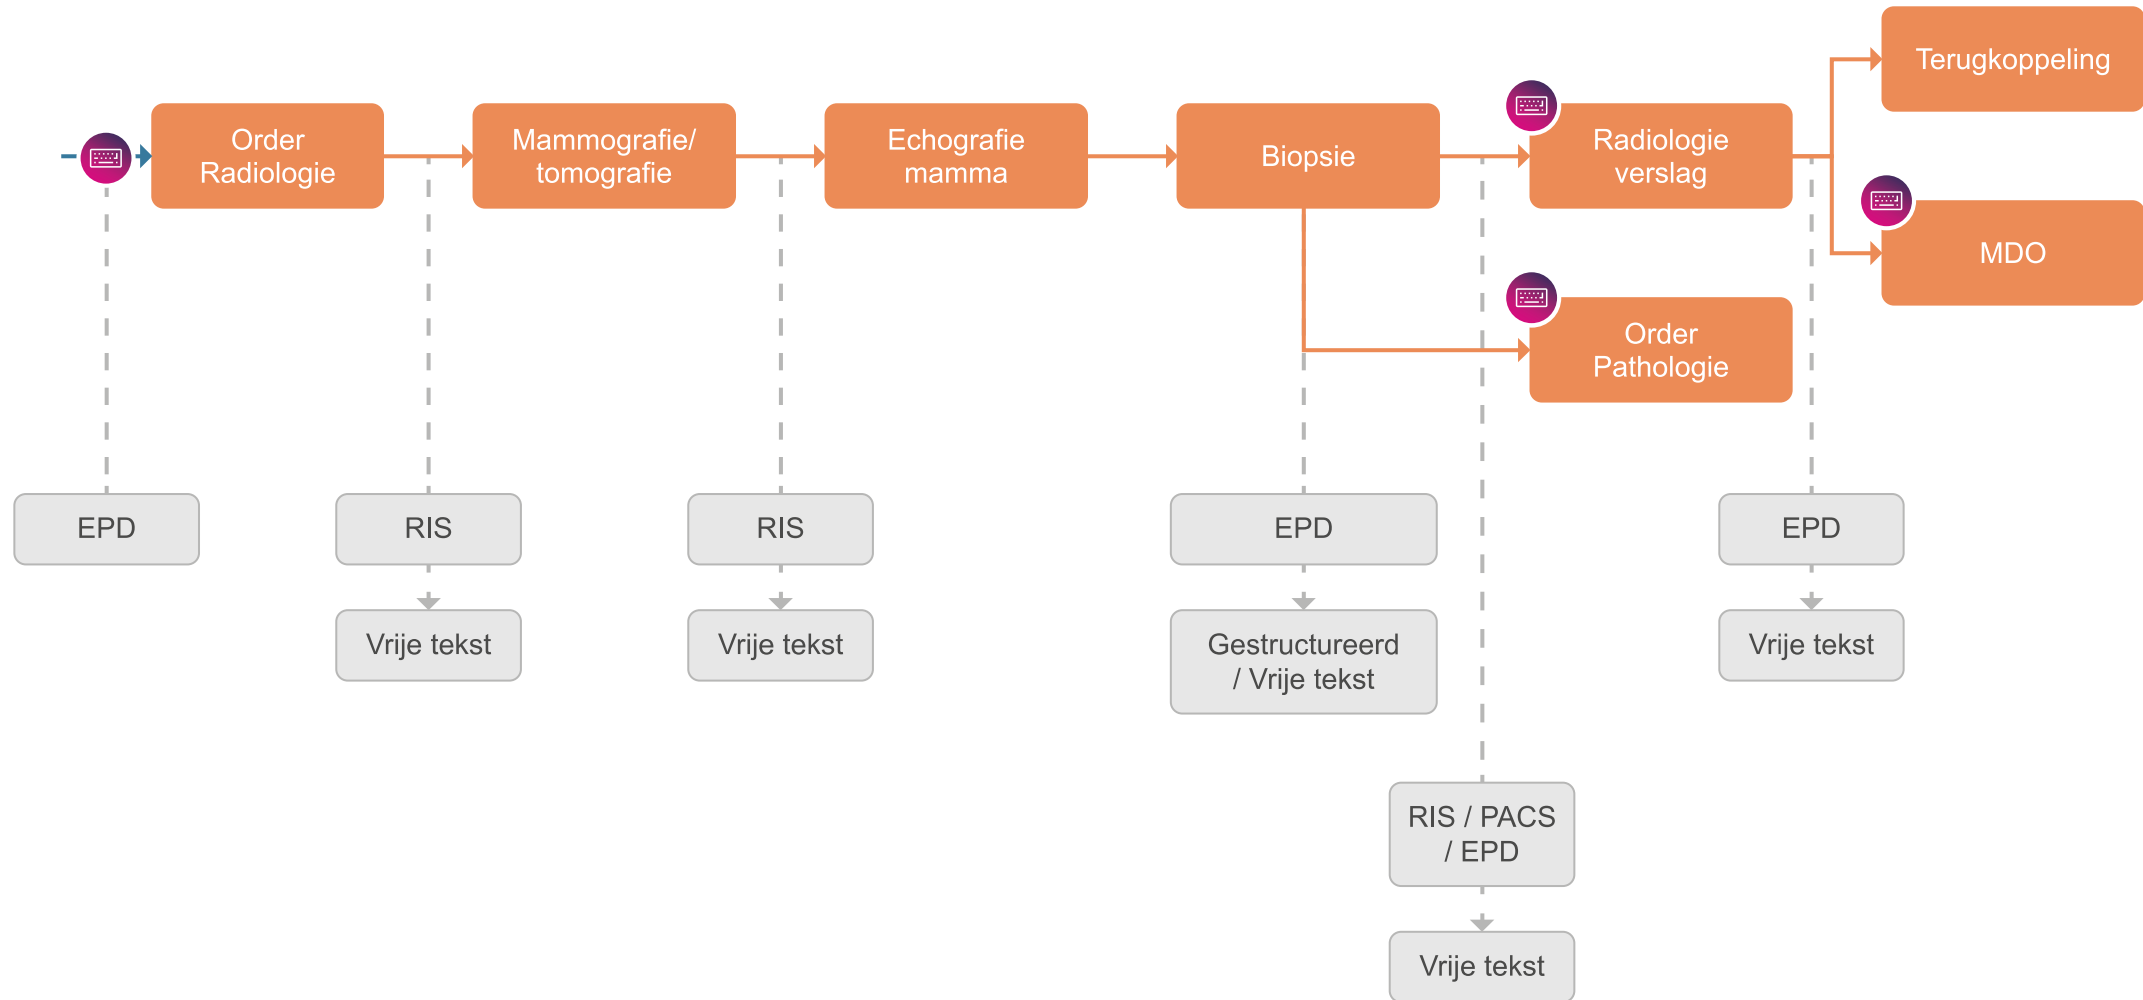 Terugkoppeling
Order
Radiologie
Mammografie/
tomografie
Echografie
mamma
Biopsie
Radiologie
verslag
MDO
Order
Pathologie
EPD
RIS
RIS
EPD
EPD
Vrije tekst
Vrije tekst
Gestructureerd
/ Vrije tekst
Vrije tekst
RIS / PACS
/ EPD
Vrije tekst